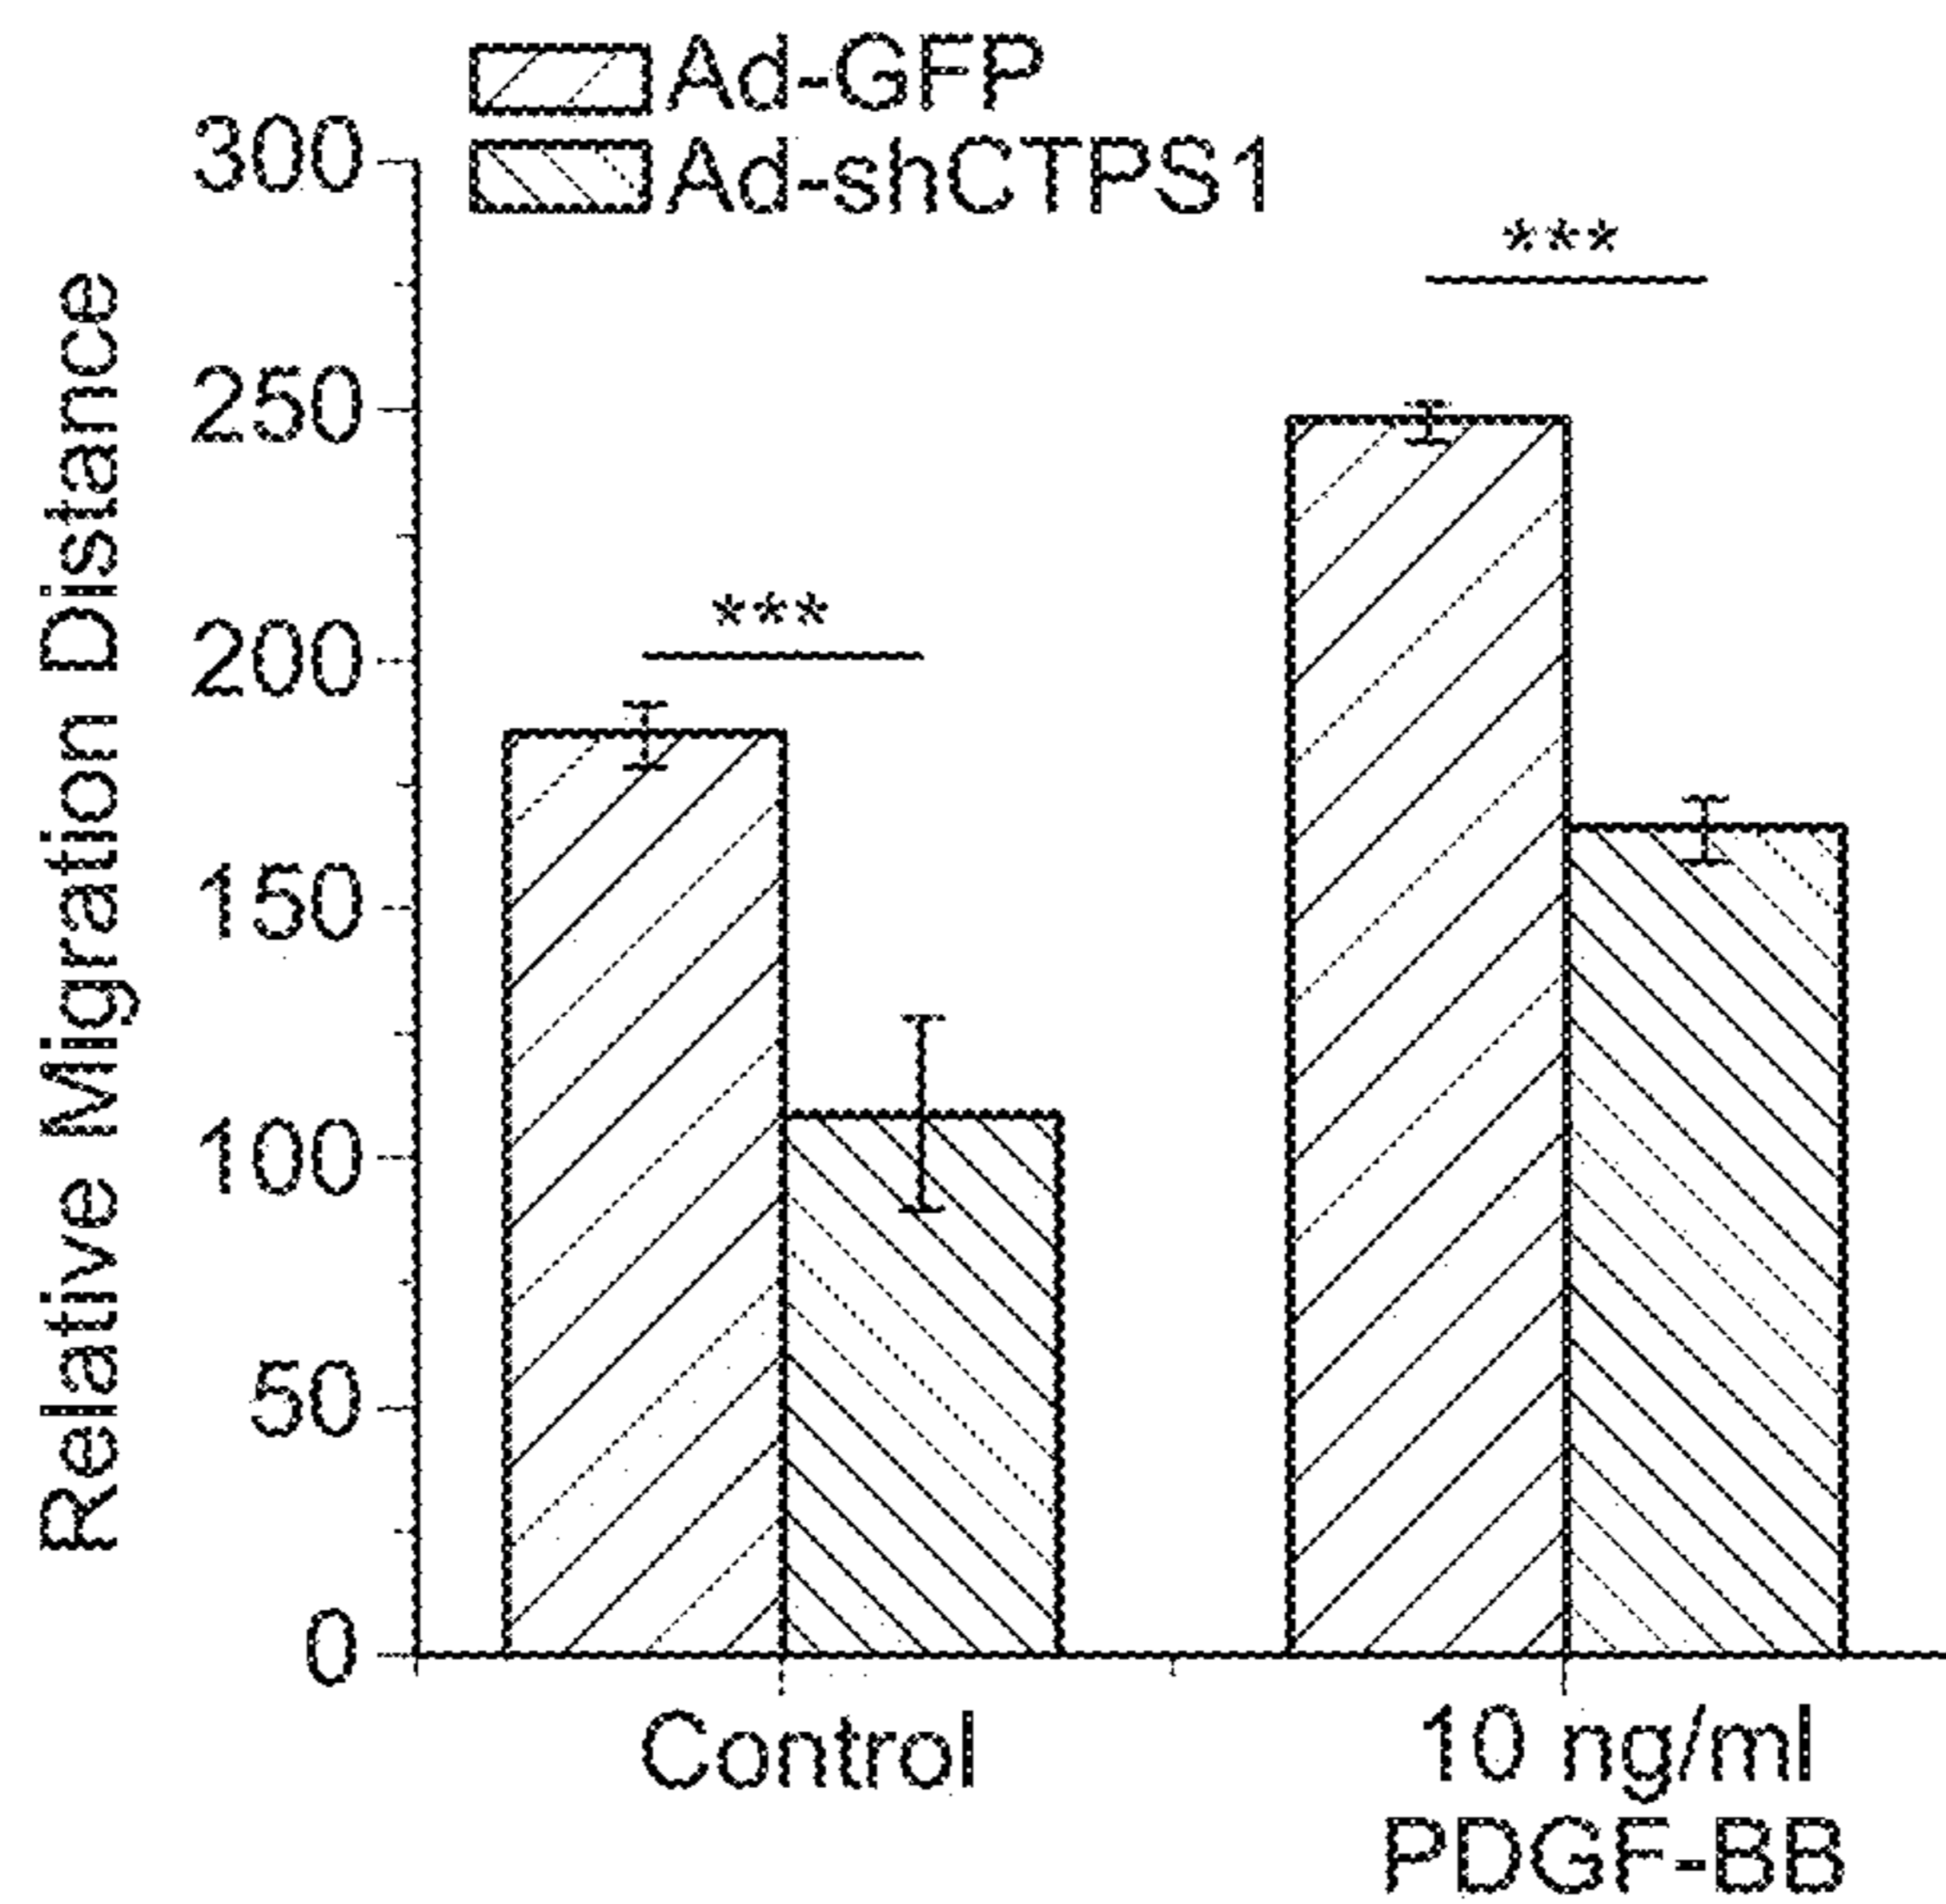 Ad-GFP
Ad-shCTPS1
Relative Migration Distance
300
250
200
150
100
50
0
***
***
Control
10 ng/ml
PDGF-BB